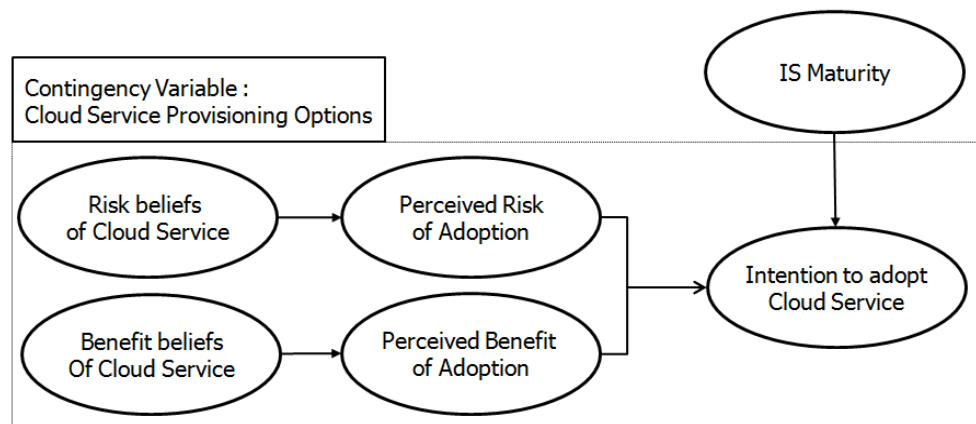 IS Maturity
Contingency Variable :
Cloud Service Provisioning Options
Risk beliefs
of Cloud Service
Perceived Risk
of Adoption
Intention to adopt
Cloud Service
Benefit beliefs
Of Cloud Service
Perceived Benefit
of Adoption